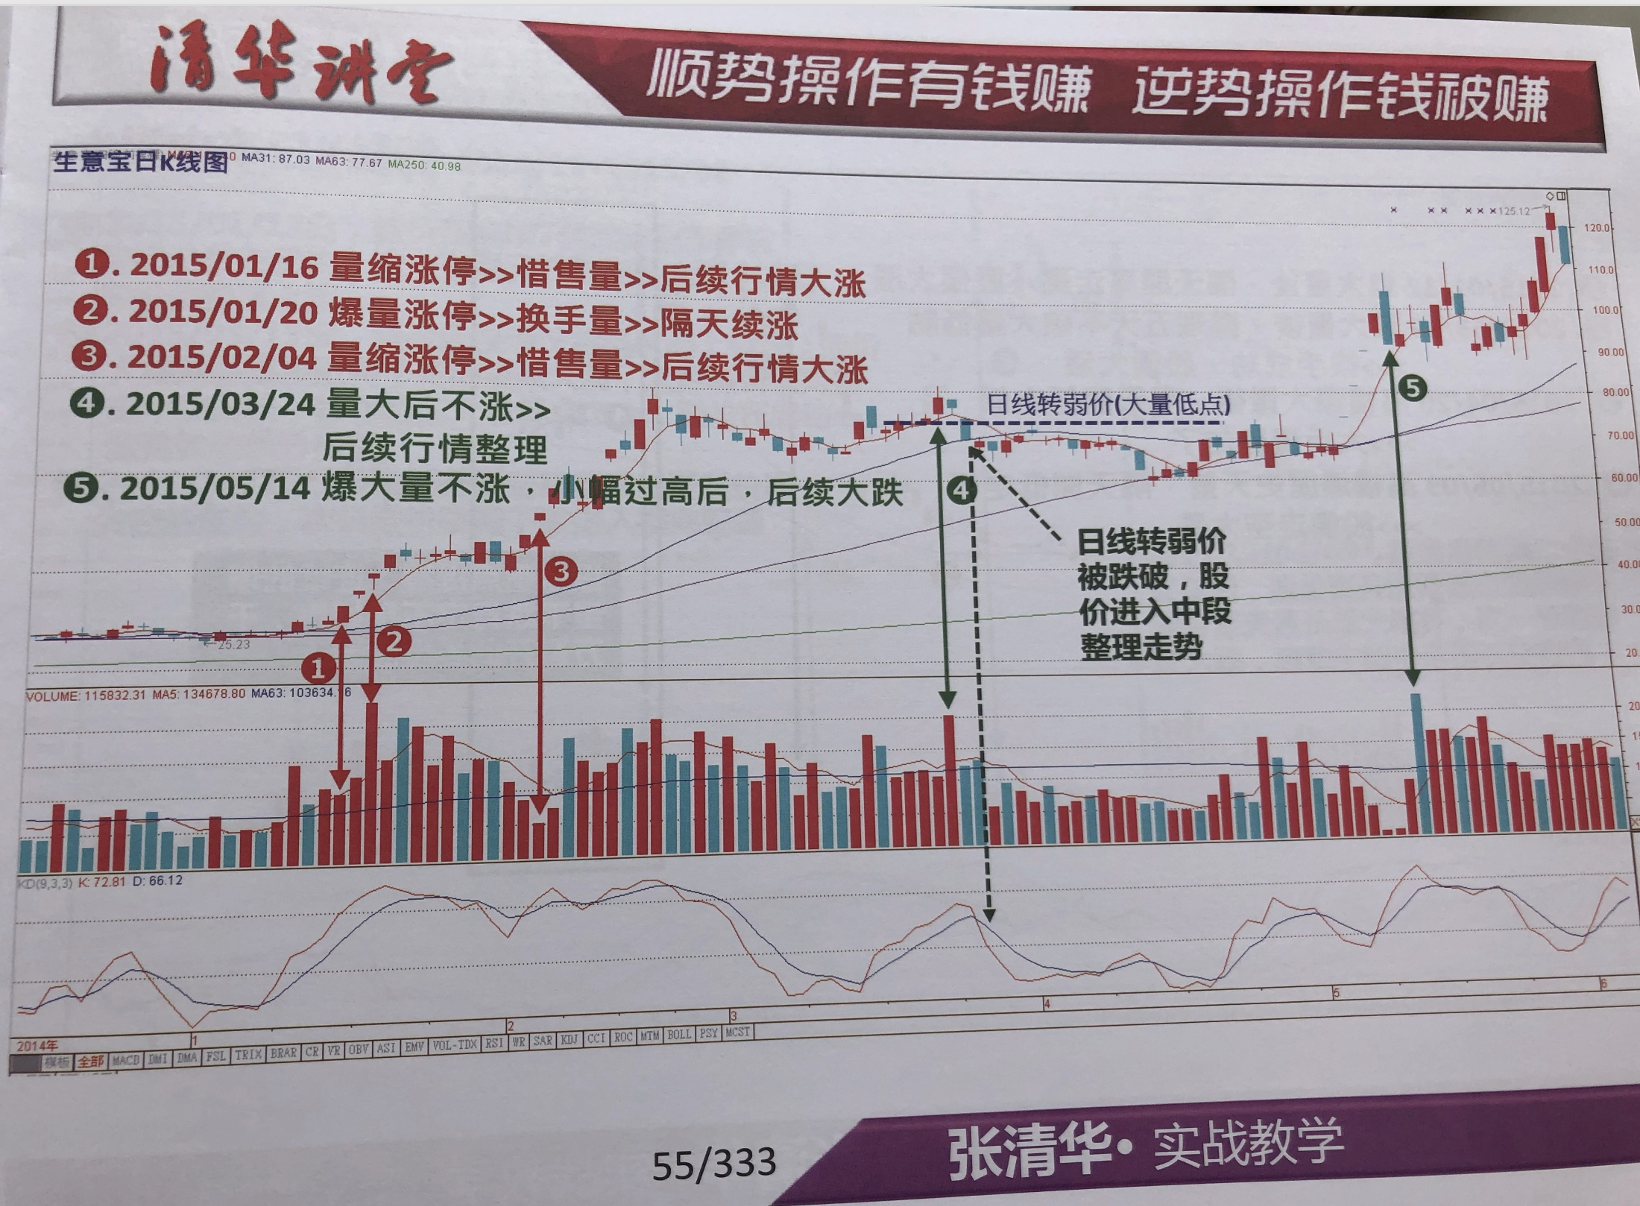 清华讲堂
顺势操作有钱赚 逆势操作钱被赚
生意宝日K线图 MA31: 87.03 MA63: 77.67 MA250: 40.98
125.12
❶. 2015/01/16 量缩涨停>>惜售量>>后续行情大涨
❷. 2015/01/20 爆量涨停>>换手量>>隔天续涨
❸. 2015/02/04 量缩涨停>>惜售量>>后续行情大涨
❹. 2015/03/24 量大后不涨>>
后续行情整理
❺. 2015/05/14 爆大量不涨，小幅过高后，后续大跌
120.0
110.0
100.0
90.00
80.00
70.00
60.00
50.00
40.0
30.0
20.
日线转弱价(大量低点)
❺
❹
日线转弱价
被跌破，股
价进入中段
整理走势
❸
❷
❶
25.23
VOLUME: 115832.31 MA5: 134678.80 MA63: 103634.
20
KD(9,3,3) K: 72.81 D: 66.12
2014年 1 2 3 4 5 6
模板 全部 MACD DMI DMA FSL TRIX BRAR CR VR OBV ASI EMV VOL-TDX RSI WR SAR KDJ CCI ROC MTM BOLL PSY MCST
55/333
张清华• 实战教学